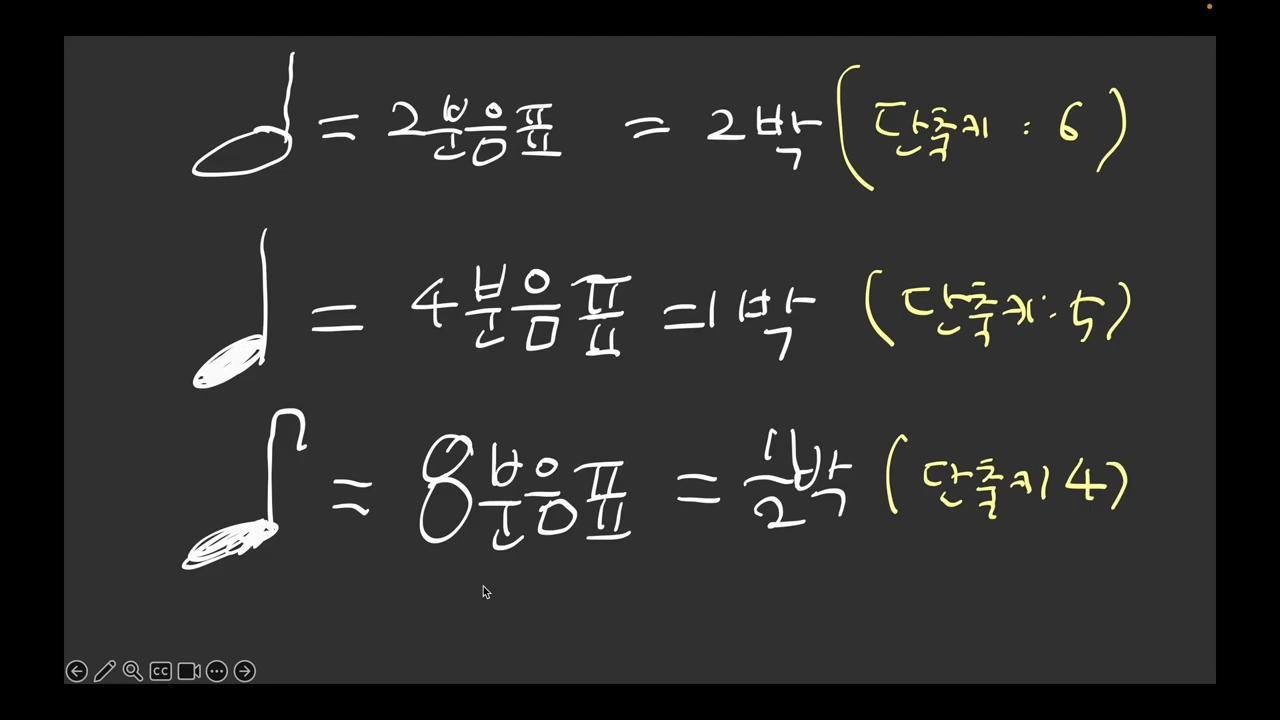 = 2분음표 = 2박 (단축키 : 6)
= 4분음표 = 1박 (단축키 : 5)
= 8분음표 = 1/2박 (단축키 4)
CC